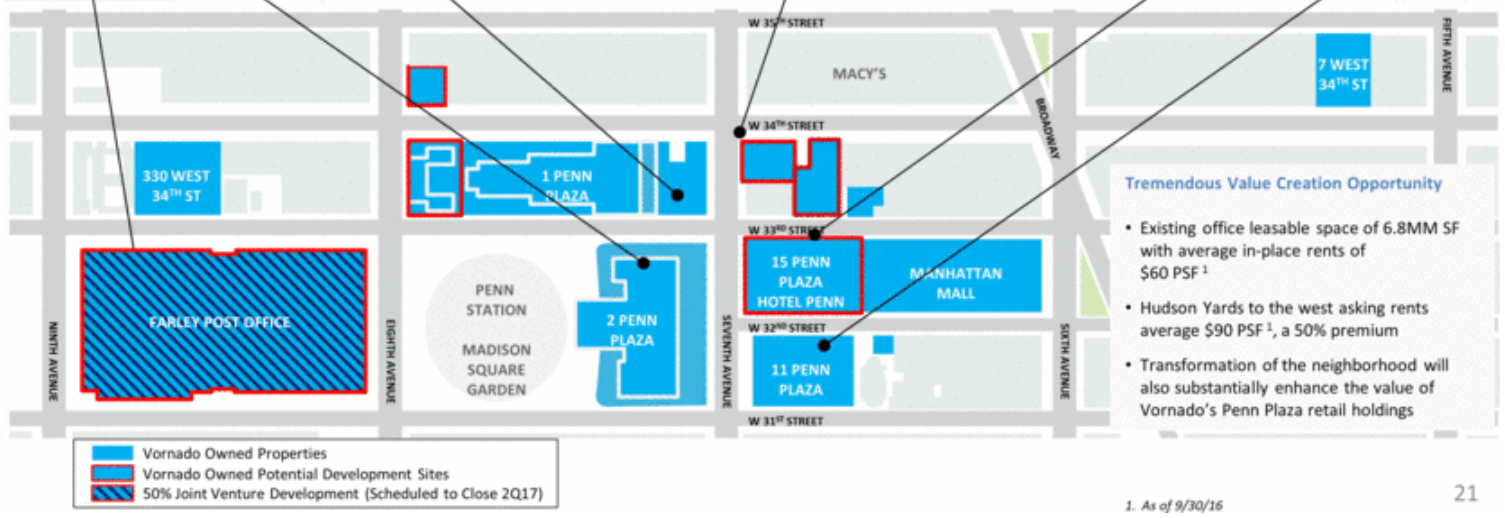 W 35TH STREET
MACY'S
7 WEST
34TH ST
FIFTH AVENUE
BROADWAY
W 34TH STREET
330 WEST
34TH ST
1 PENN
PLAZA
Tremendous Value Creation Opportunity
• Existing office leasable space of 6.8MM SF
with average in-place rents of
$60 PSF 1
• Hudson Yards to the west asking rents
average $90 PSF 1, a 50% premium
• Transformation of the neighborhood will
also substantially enhance the value of
Vornado's Penn Plaza retail holdings
W 33RD STREET
15 PENN
PLAZA
HOTEL PENN
MANHATTAN
MALL
PENN
STATION
MADISON
SQUARE
GARDEN
2 PENN
PLAZA
FARLEY POST OFFICE
NINTH AVENUE
EIGHTH AVENUE
SEVENTH AVENUE
SIXTH AVENUE
W 32ND STREET
11 PENN
PLAZA
W 31ST STREET
Vornado Owned Properties
Vornado Owned Potential Development Sites
50% Joint Venture Development (Scheduled to Close 2Q17)
1. As of 9/30/16
21